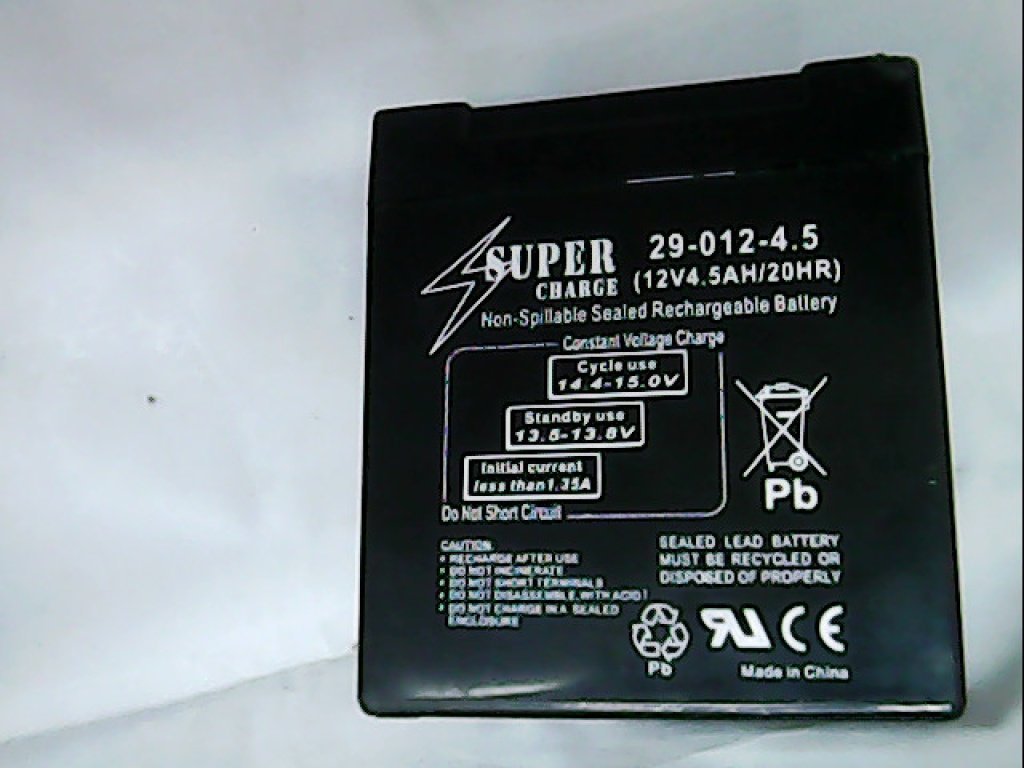 SUPER
CHARGE
29-012-4.5
(12V4.5AH/20HR)
Non-Spillable Sealed Rechargeable Battery
Constant Voltage Charge
Cycle use
14.4-15.0V
Standby use
13.5-13.8V
Initial current
less than1.35A
Do Not Short Circuit
Pb
CAUTION
• RECHARGE AFTER USE
• DO NOT INCINERATE
• DO NOT SHORT TERMINALS
• DO NOT DISASSEMBLE, WITH ACID!
• DO NOT CHARGE IN A SEALED
ENCLOSURE
SEALED LEAD BATTERY
MUST BE RECYCLED OR
DISPOSED OF PROPERLY
Pb
RU CE
Made in China